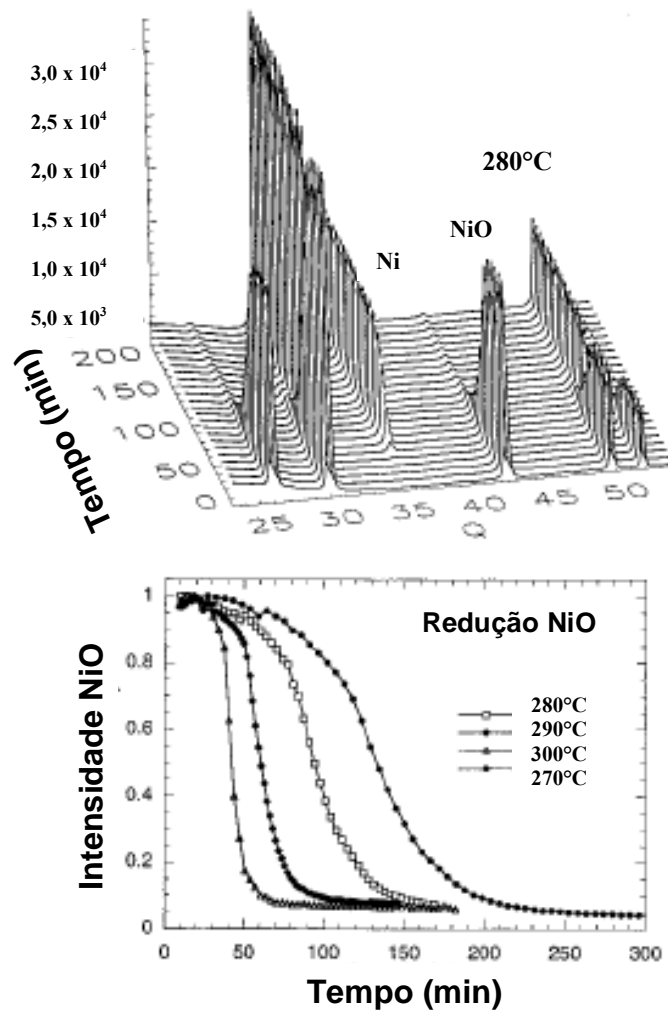 3,0 x 10⁴
2,5 x 10⁴
2,0 x 10⁴
1,5 x 10⁴
1,0 x 10⁴
5,0 x 10³
280°C
NiO
Ni
200
150
100
50
0
Tempo (min)
25 30 35 40 45 50
Q
Redução NiO
280°C
290°C
300°C
270°C
1
0.8
0.6
0.4
0.2
0
Intensidade NiO
0 50 100 150 200 250 300
Tempo (min)